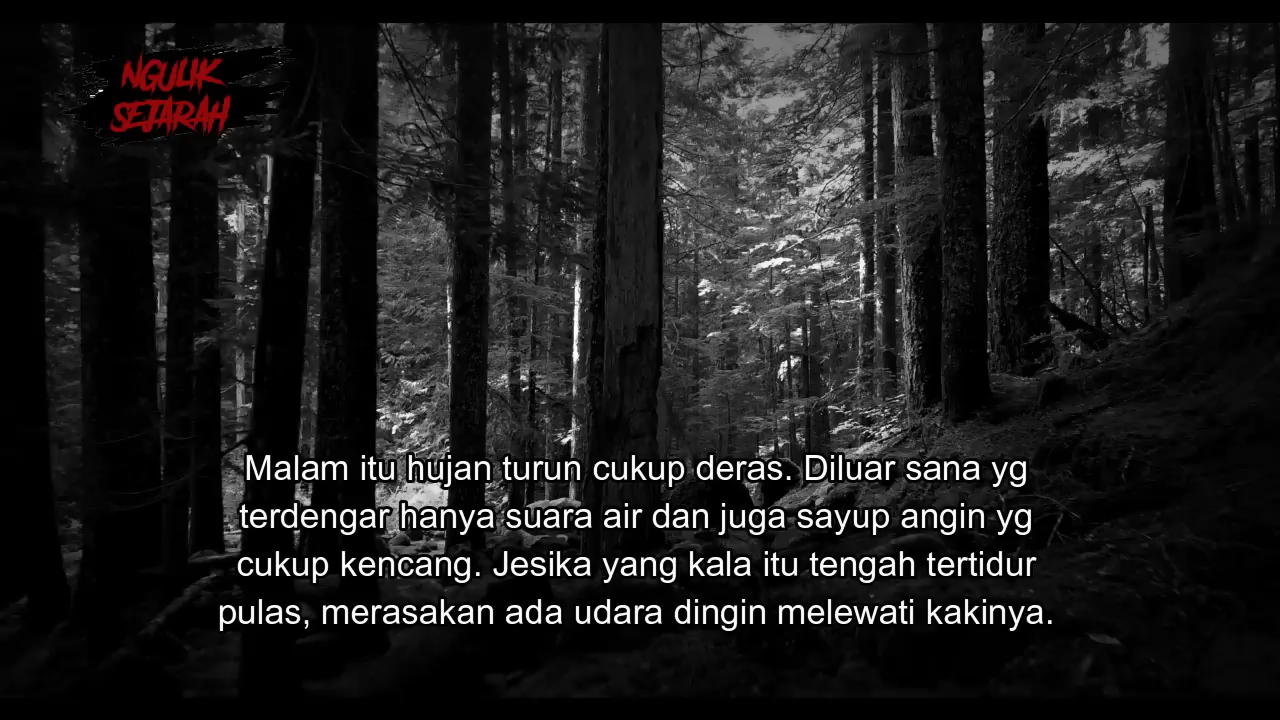 NGULIK
SEJARAH
Malam itu hujan turun cukup deras. Diluar sana yg
terdengar hanya suara air dan juga sayup angin yg
cukup kencang. Jesika yang kala itu tengah tertidur
pulas, merasakan ada udara dingin melewati kakinya.